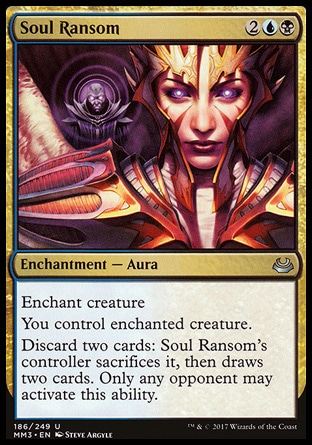 Soul Ransom 2
Enchantment — Aura
Enchant creature
You control enchanted creature.
Discard two cards: Soul Ransom's
controller sacrifices it, then draws
two cards. Only any opponent may
activate this ability.
186/249 U
MM3 • EN Steve Argyle
™ & © 2017 Wizards of the Coast